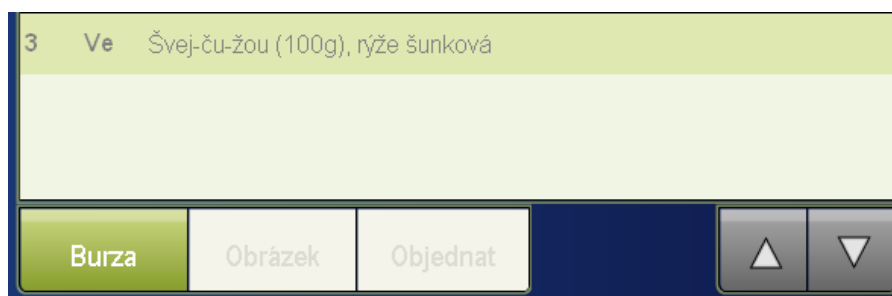 3 Ve Švej-ču-žou (100g), rýže šunková
Burza Obrázek Objednat